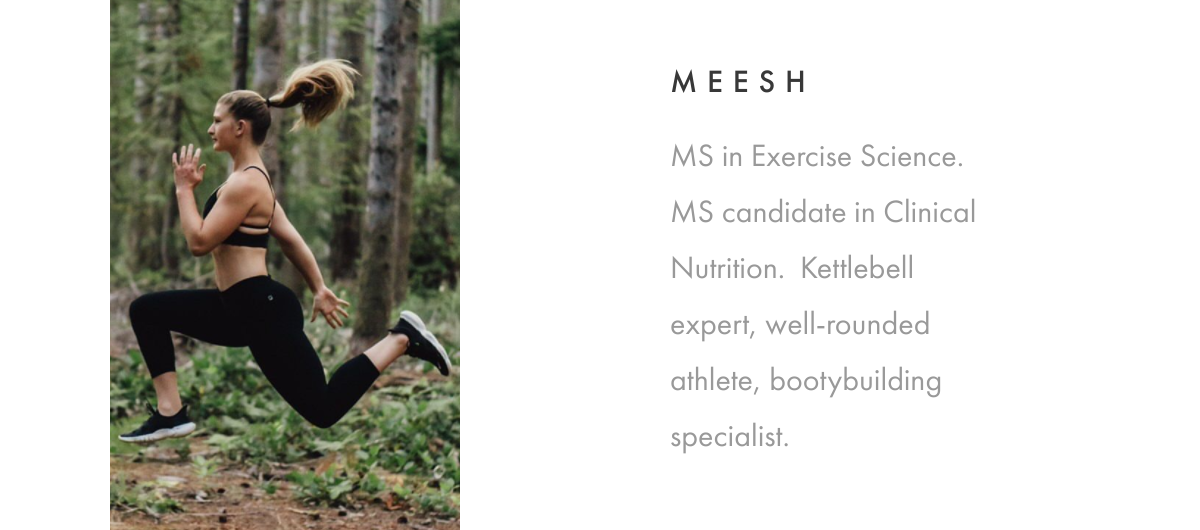 MEESH
MS in Exercise Science.
MS candidate in Clinical
Nutrition.  Kettlebell
expert, well-rounded
athlete, bootybuilding
specialist.